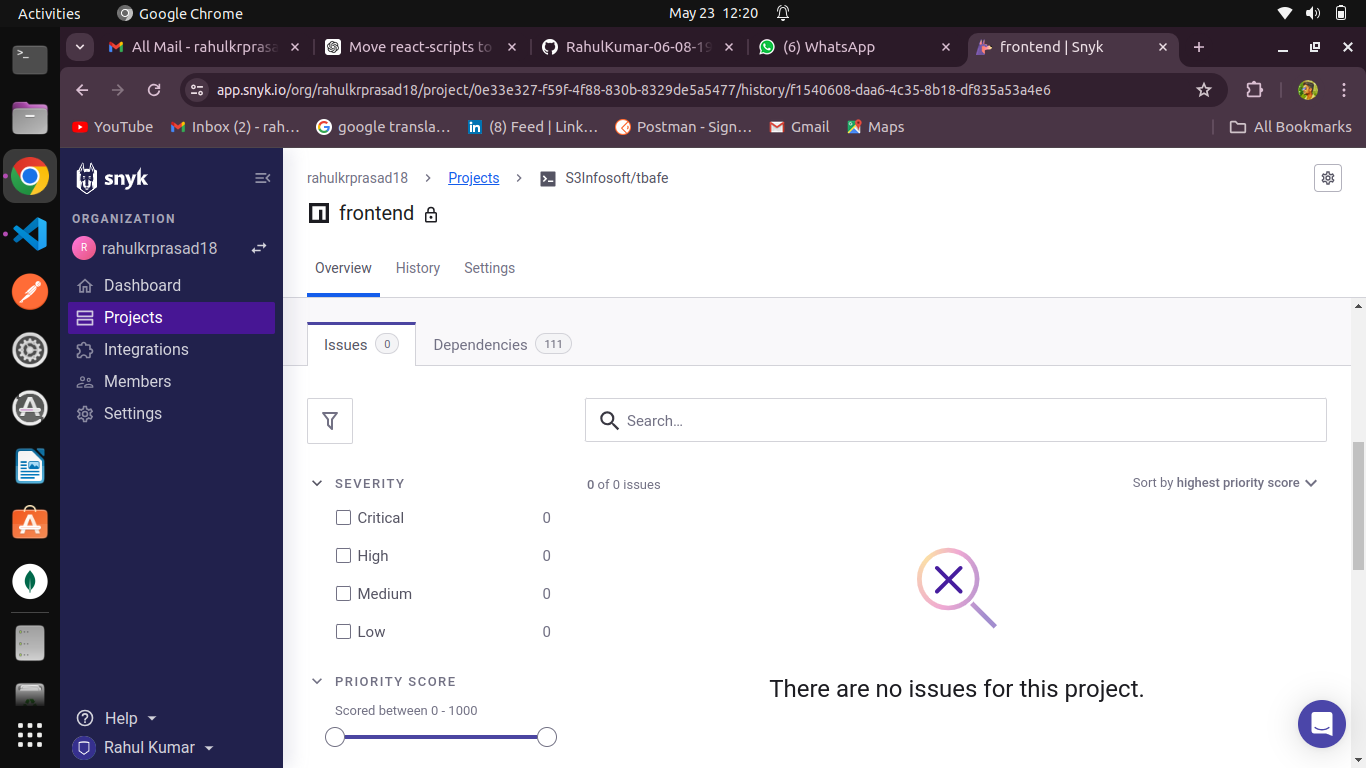 Activities
Google Chrome
May 23 12:20
All Mail - rahulkrprasa
Move react-scripts to
RahulKumar-06-08-19
(6) WhatsApp
frontend | Snyk
app.snyk.io/org/rahulkrprasad18/project/0e33e327-f59f-4f88-830b-8329de5a5477/history/f1540608-daa6-4c35-8b18-df835a53a4e6
YouTube
Inbox (2) - rah…
google transla…
(8) Feed | Link…
Postman - Sign…
Gmail
Maps
All Bookmarks
snyk
ORGANIZATION
R
rahulkrprasad18
Dashboard
Projects
Integrations
Members
Settings
Help
Rahul Kumar
rahulkrprasad18
Projects
S3Infosoft/tbafe
frontend
Overview
History
Settings
Issues 0
Dependencies 111
Search…
SEVERITY
Critical 0
High 0
Medium 0
Low 0
PRIORITY SCORE
Scored between 0 - 1000
0 of 0 issues
Sort by highest priority score
There are no issues for this project.